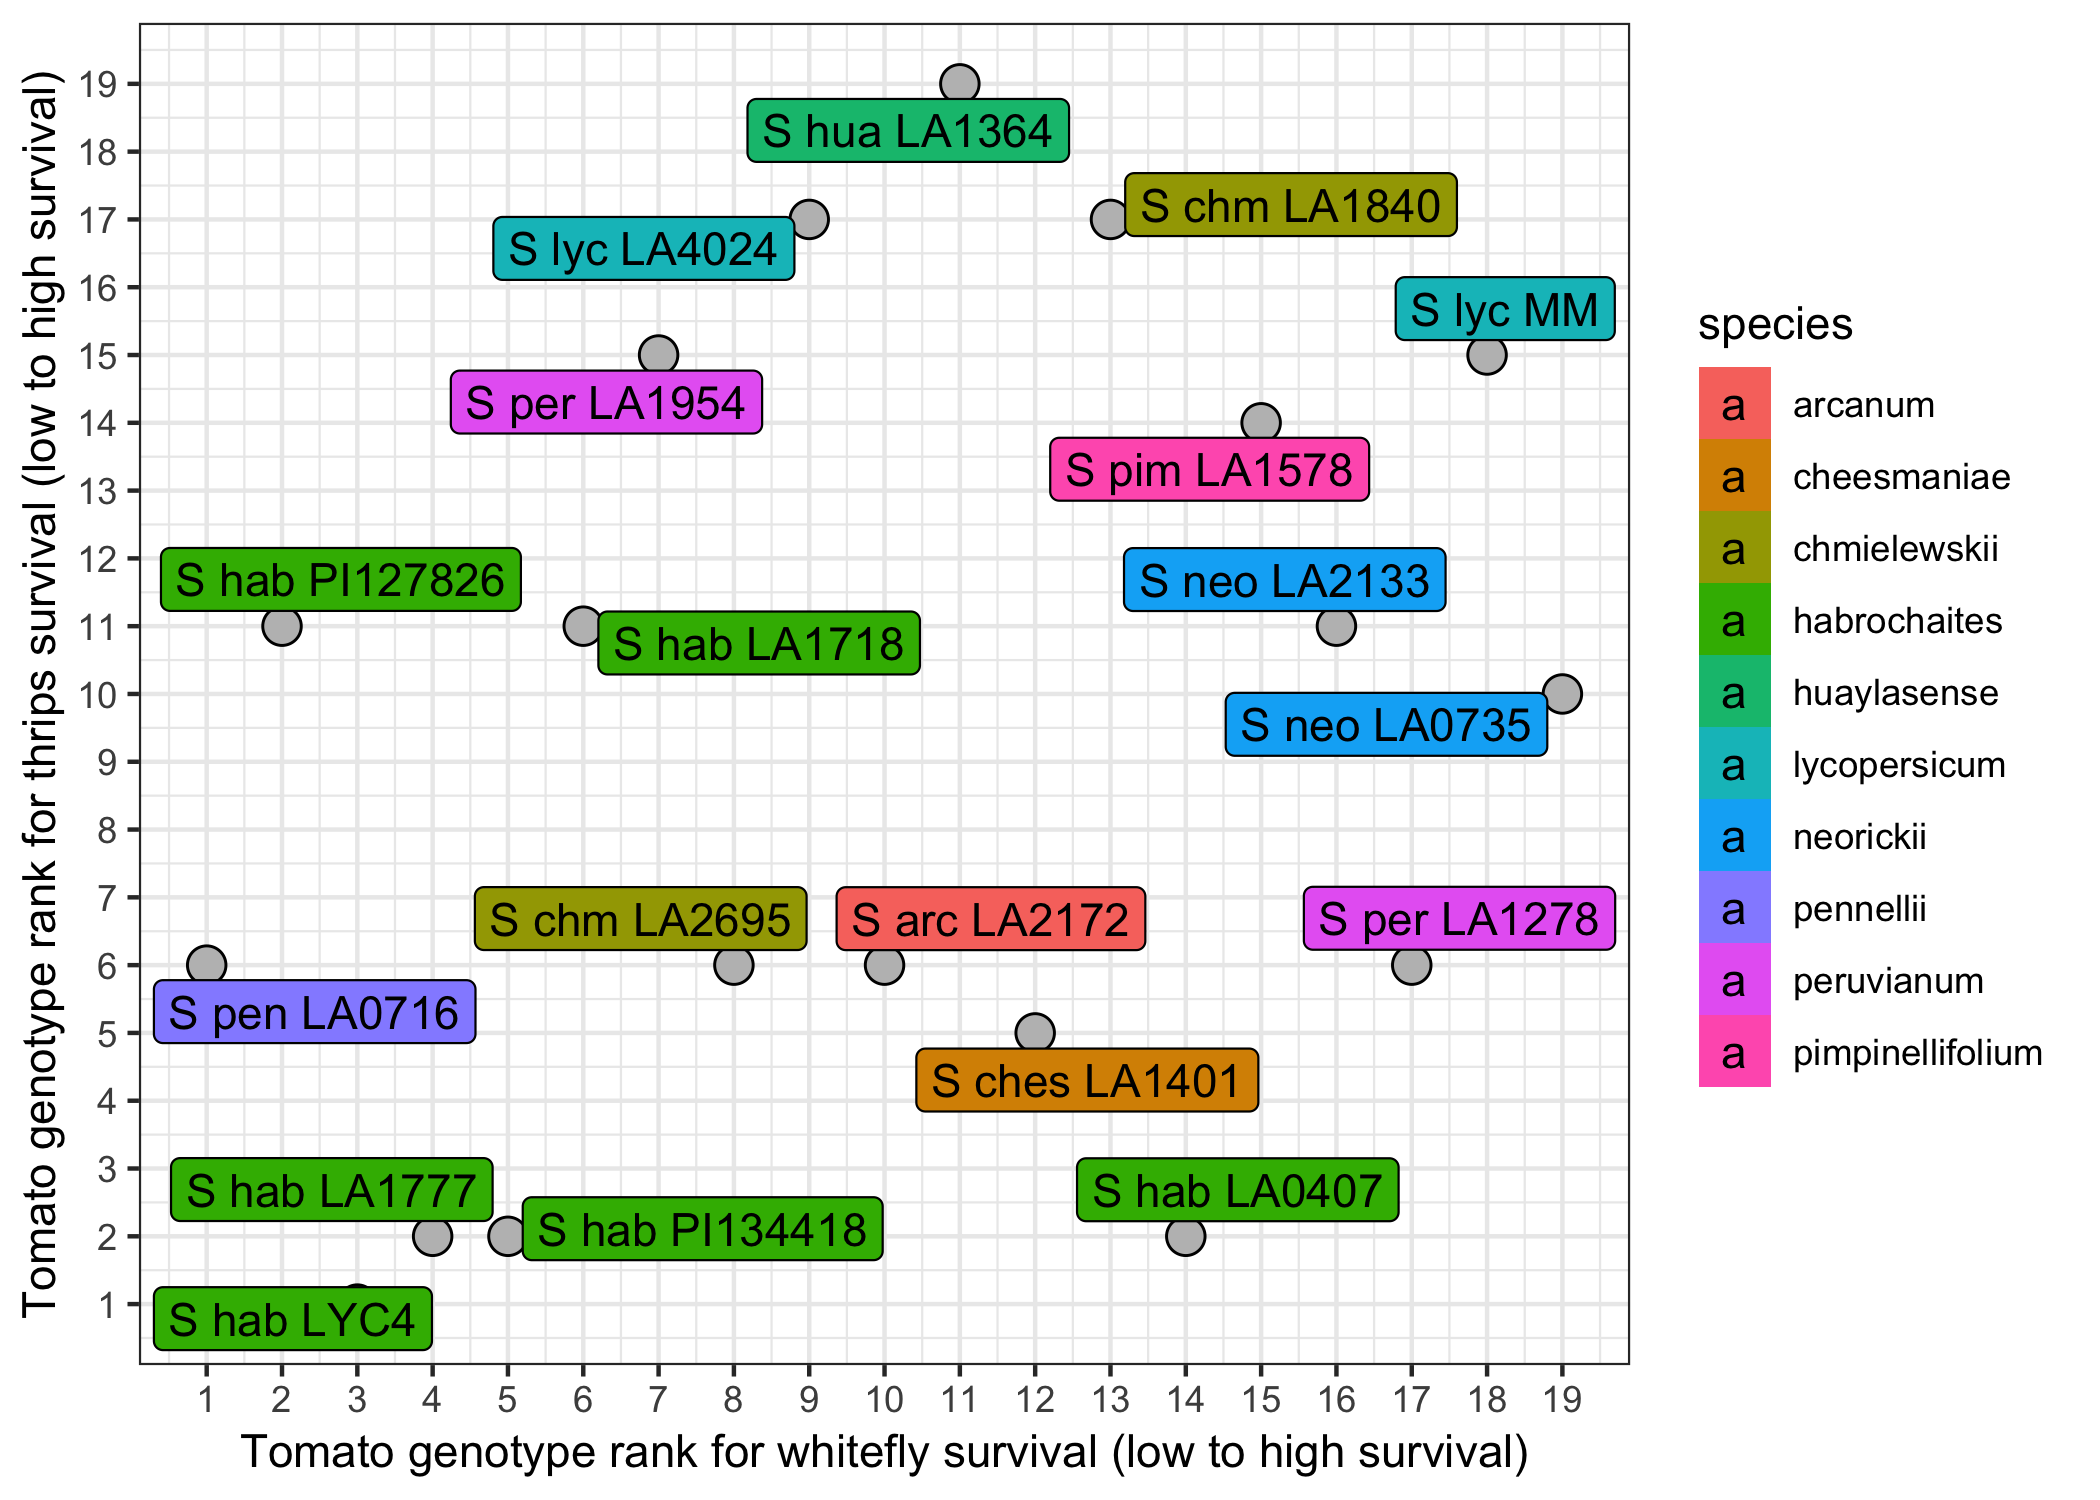 Tomato genotype rank for thrips survival (low to high survival)
19
18
17
16
15
14
13
12
11
10
9
8
7
6
5
4
3
2
1
S hua LA1364
S chm LA1840
S lyc LA4024
S lyc MM
S per LA1954
S pim LA1578
S hab PI127826
S neo LA2133
S hab LA1718
S neo LA0735
S chm LA2695
S arc LA2172
S per LA1278
S pen LA0716
S ches LA1401
S hab LA1777
S hab LA0407
S hab PI134418
S hab LYC4
1 2 3 4 5 6 7 8 9 10 11 12 13 14 15 16 17 18 19
Tomato genotype rank for whitefly survival (low to high survival)
species
a arcanum
a cheesmaniae
a chmielewskii
a habrochaites
a huaylasense
a lycopersicum
a neorickii
a pennellii
a peruvianum
a pimpinellifolium